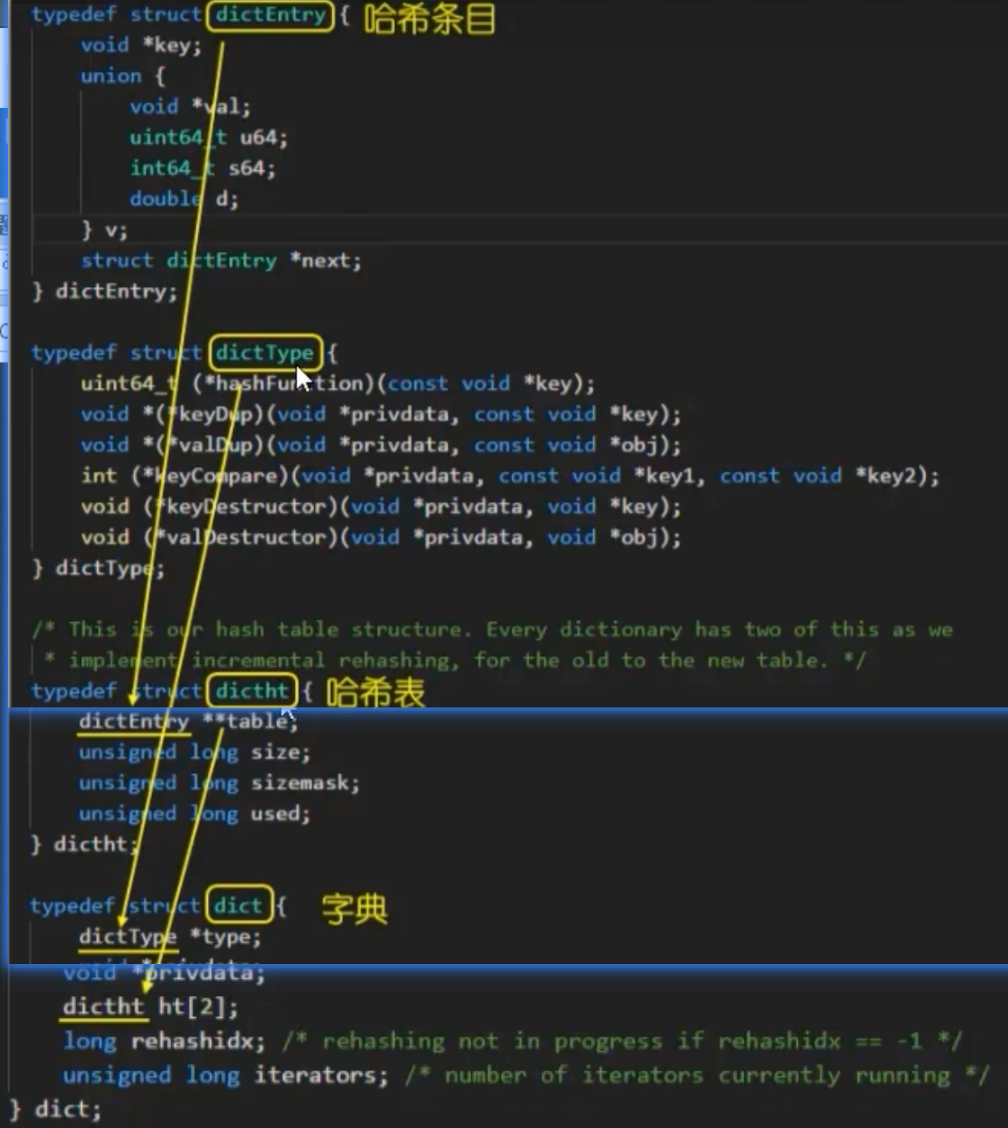 typedef struct dictEntry { 哈希条目
    void *key;
    union {
        void *val;
        uint64_t u64;
        int64_t s64;
        double d;
    } v;
    struct dictEntry *next;
} dictEntry;
typedef struct dictType {
    uint64_t (*hashFunction)(const void *key);
    void *(*keyDup)(void *privdata, const void *key);
    void *(*valDup)(void *privdata, const void *obj);
    int (*keyCompare)(void *privdata, const void *key1, const void *key2);
    void (*keyDestructor)(void *privdata, void *key);
    void (*valDestructor)(void *privdata, void *obj);
} dictType;
/* This is our hash table structure. Every dictionary has two of this as we
 * implement incremental rehashing, for the old to the new table. */
typedef struct dictht { 哈希表
    dictEntry **table;
    unsigned long size;
    unsigned long sizemask;
    unsigned long used;
} dictht;
typedef struct dict { 字典
    dictType *type;
    void *privdata;
    dictht ht[2];
    long rehashidx; /* rehashing not in progress if rehashidx == -1 */
    unsigned long iterators; /* number of iterators currently running */
} dict;